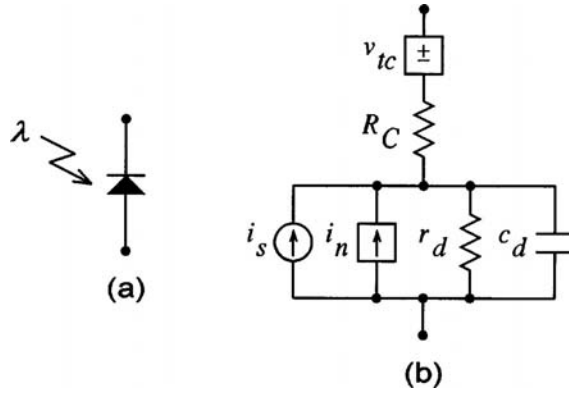 λ
(a)
v_tc
±
R_C
i_s
i_n
r_d
c_d
(b)